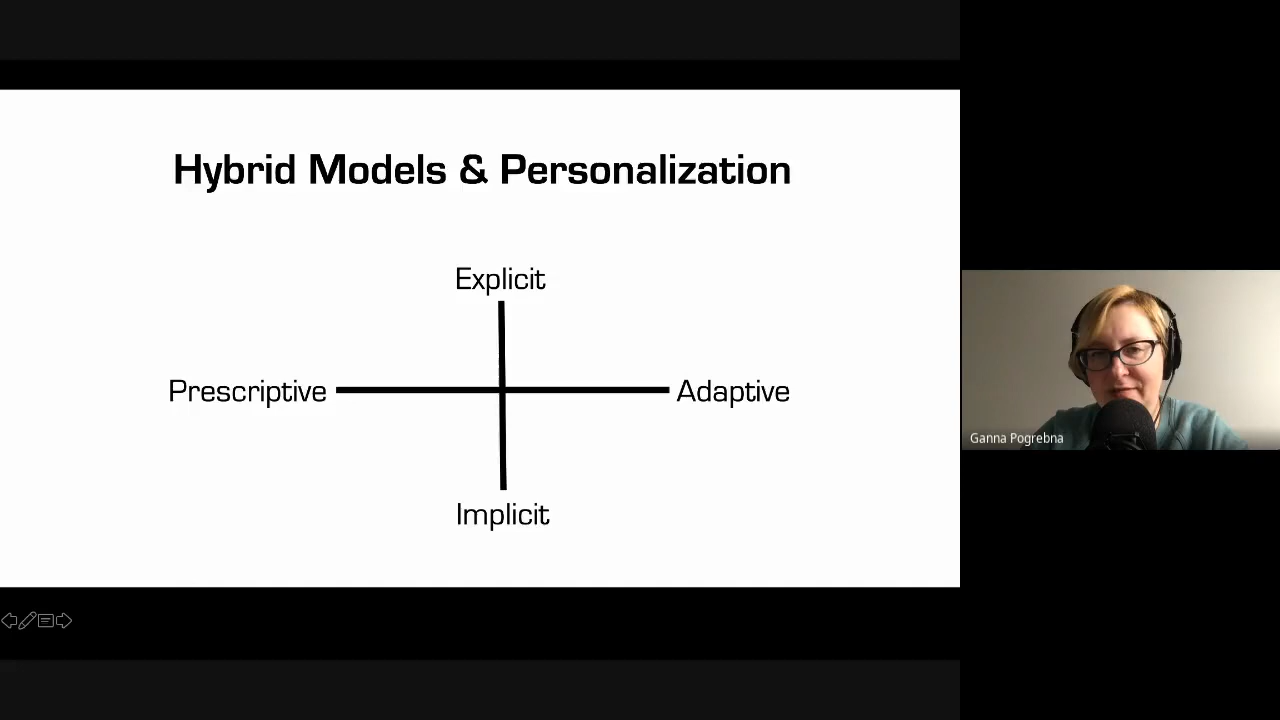 Hybrid Models & Personalization
Explicit
Prescriptive
Adaptive
Implicit
Ganna Pogrebna